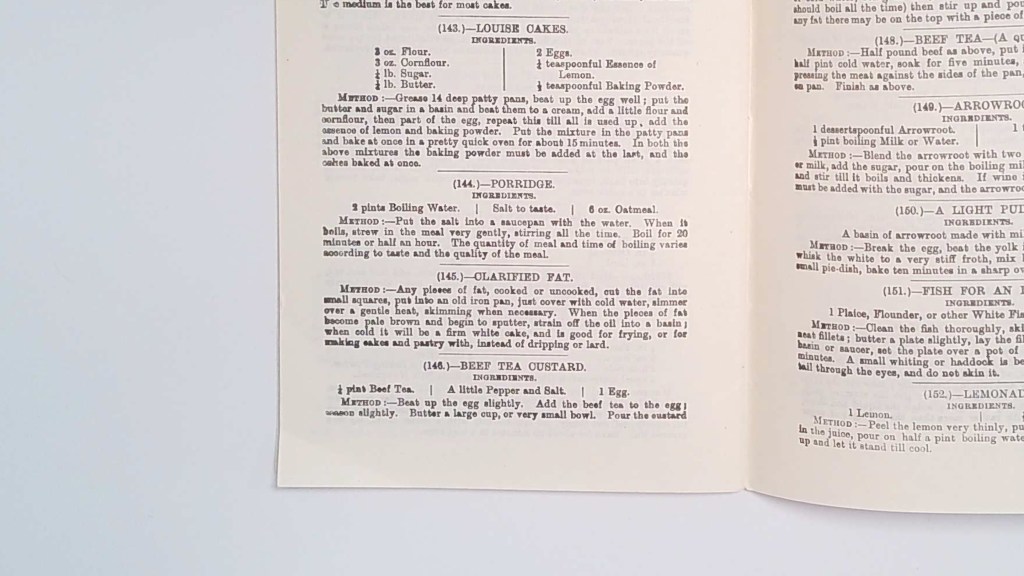 medium is the best for most cakes.
(143.)—LOUISE CAKES.
INGREDIENTS.
3 oz. Flour.
3 oz. Cornflour.
¼ lb. Sugar.
¼ lb. Butter.
2 Eggs.
teaspoonful Essence of
Lemon.
teaspoonful Baking Powder.
METHOD:—Grease 14 deep patty pans, beat up the egg well; put the
butter and sugar in a basin and beat them to a cream, add a little flour and
cornflour, then part of the egg, repeat this till all is used up, add the
essence of lemon and baking powder. Put the mixture in the patty pans
and bake at once in a pretty quick oven for about 15 minutes. In both the
above mixtures the baking powder must be added at the last, and the
cakes baked at once.
(144.)—PORRIDGE.
INGREDIENTS.
2 pints Boiling Water. | Salt to taste. | 6 oz. Oatmeal.
METHOD:—Put the salt into a saucepan with the water. When it
boils, strew in the meal very gently, stirring all the time. Boil for 20
minutes or half an hour. The quantity of meal and time of boiling varies
according to taste and the quality of the meal.
(145.)—CLARIFIED FAT.
METHOD:—Any pieces of fat, cooked or uncooked, cut the fat into
small squares, put into an old iron pan, just cover with cold water, simmer
over a gentle heat, skimming when necessary. When the pieces of fat
become pale brown and begin to sputter, strain off the oil into a basin;
when cold it will be a firm white cake, and is good for frying, or for
making cakes and pastry with, instead of dripping or lard.
(146.)—BEEF TEA CUSTARD.
INGREDIENTS.
pint Beef Tea. | A little Pepper and Salt. | 1 Egg.
METHOD:—Beat up the egg slightly. Add the beef tea to the egg;
season slightly. Butter a large cup, or very small bowl. Pour the custard
should boil all the time) then stir up and pou
any fat there may be on the top with a piece of
(148.)—BEEF TEA—(A QU
METHOD:—Half pound beef as above, put i
half pint cold water, soak for five minutes,
pressing the meat against the sides of the pan,
on pan. Finish as above.
(149.)—ARROWROO
INGREDIENTS.
1 dessertspoonful Arrowroot. | 1
½ pint boiling Milk or Water.
METHOD:—Blend the arrowroot with two
or milk, add the sugar, pour on the boiling mil
and stir till it boils and thickens. If wine i
must be added with the sugar, and the arrowroo
(150.)—A LIGHT PUD
INGREDIENTS.
A basin of arrowroot made with mil
METHOD:—Break the egg, beat the yolk
whisk the white to a very stiff froth, mix
small pie-dish, bake ten minutes in a sharp o
(151.)—FISH FOR AN I
INGREDIENTS.
1 Plaice, Flounder, or other White Fis
METHOD:—Clean the fish thoroughly, ski
neat fillets; butter a plate slightly, lay the fil
basin or saucer, set the plate over a pot of
minutes. A small whiting or haddock is be
tail through the eyes, and do not skin it.
(152.)—LEMONAD
INGREDIENTS.
1 Lemon.
METHOD:—Peel the lemon very thinly, pu
in the juice, pour on half a pint boiling wate
up and let it stand till cool.